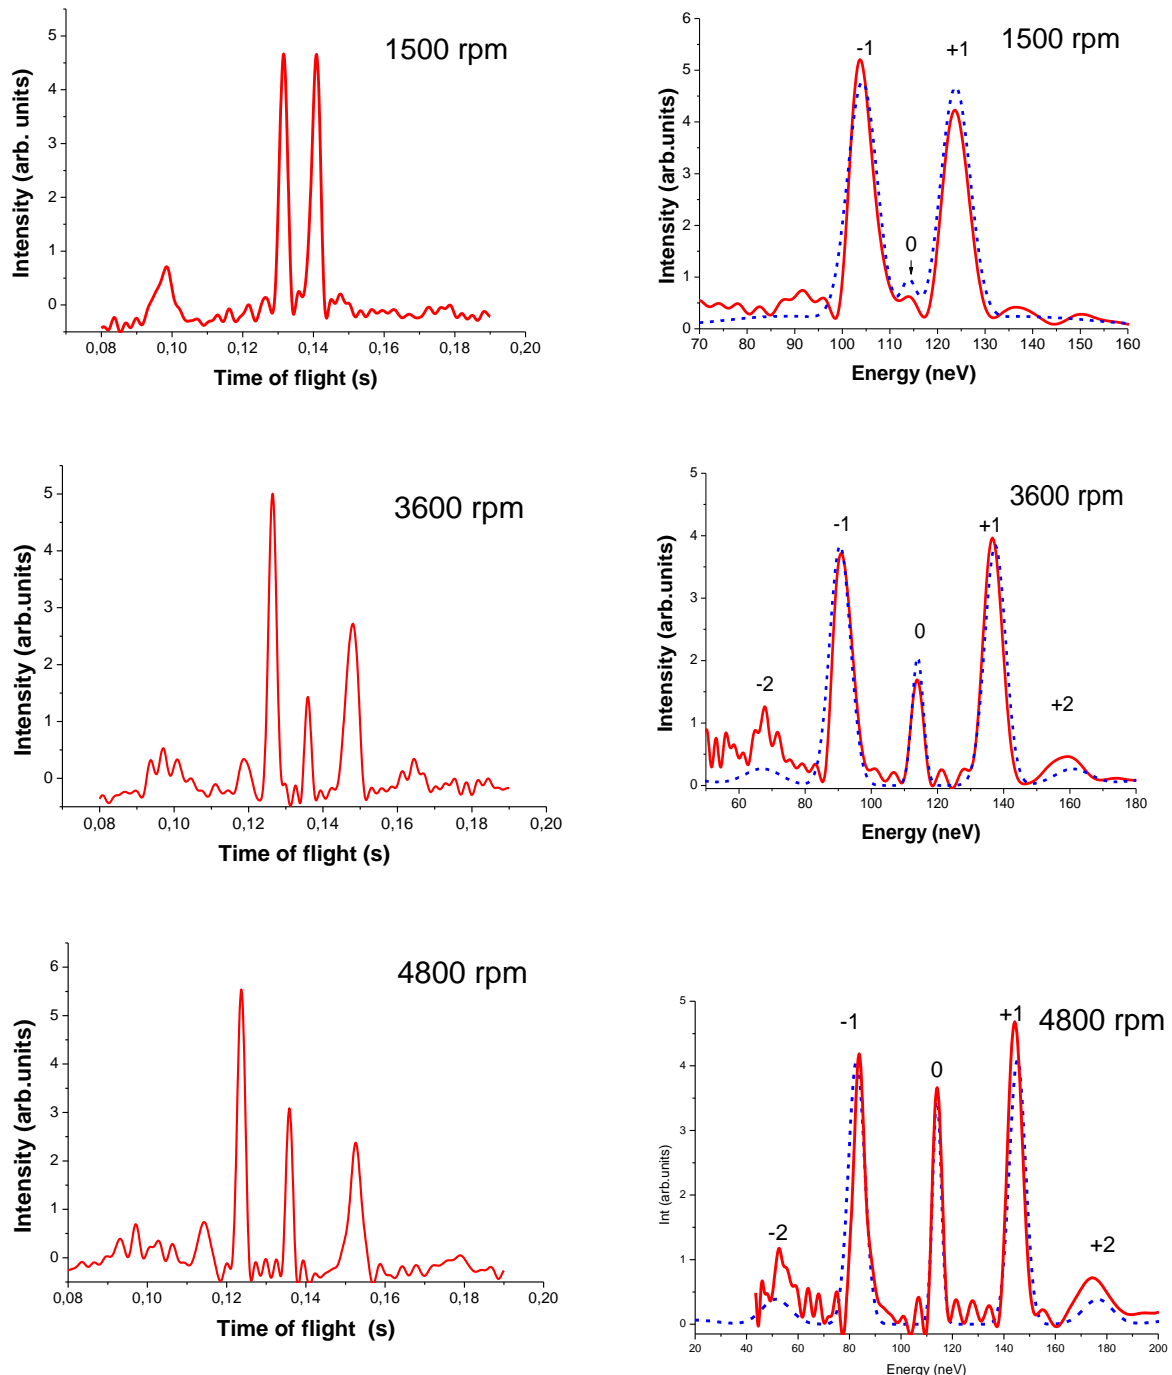 1500 rpm
Intensity (arb. units)
5
4
3
2
1
0
0,08 0,10 0,12 0,14 0,16 0,18 0,20
Time of flight (s)
1500 rpm
-1 +1
0
Intensity (arb.units)
6
5
4
3
2
1
0
70 80 90 100 110 120 130 140 150 160
Energy (neV)
3600 rpm
Intensity (arb.units)
5
4
3
2
1
0
0,08 0,10 0,12 0,14 0,16 0,18 0,20
Time of flight (s)
3600 rpm
-1 +1
0
-2 +2
Intensity (arb.units)
5
4
3
2
1
0
60 80 100 120 140 160 180
Energy (neV)
4800 rpm
Intensity (arb.units)
6
5
4
3
2
1
0
0,08 0,10 0,12 0,14 0,16 0,18 0,20
Time of flight (s)
4800 rpm
-1 +1
0
-2 +2
Int (arb.units)
5
4
3
2
1
0
20 40 60 80 100 120 140 160 180 200
Energy (neV)